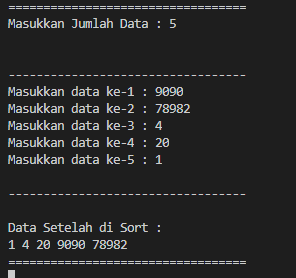 ==================================
Masukkan Jumlah Data : 5
----------------------------------
Masukkan data ke-1 : 9090
Masukkan data ke-2 : 78982
Masukkan data ke-3 : 4
Masukkan data ke-4 : 20
Masukkan data ke-5 : 1
----------------------------------
Data Setelah di Sort :
1 4 20 9090 78982
==================================